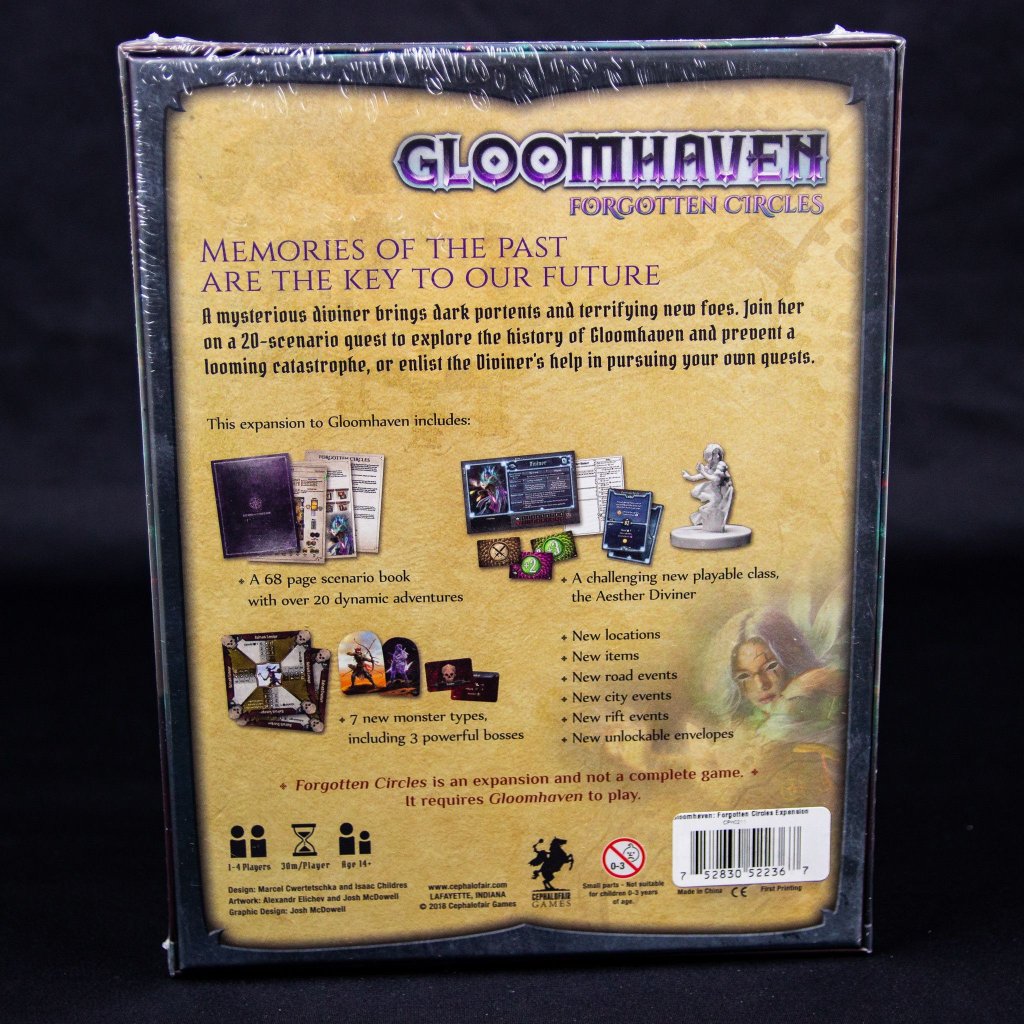 GLOOMHAVEN
FORGOTTEN CIRCLES
MEMORIES OF THE PAST
ARE THE KEY TO OUR FUTURE
A mysterious diviner brings dark portents and terrifying new foes. Join her
on a 20-scenario quest to explore the history of Gloomhaven and prevent a
looming catastrophe, or enlist the Diviner's help in pursuing your own quests.
This expansion to Gloomhaven includes:
FORGOTTEN CIRCLES
Diviner
+ A 68 page scenario book
with over 20 dynamic adventures
+ A challenging new playable class,
the Aesther Diviner
+ 7 new monster types,
including 3 powerful bosses
+ New locations
+ New items
+ New road events
+ New city events
+ New rift events
+ New unlockable envelopes
+ Forgotten Circles is an expansion and not a complete game. +
It requires Gloomhaven to play.
1-4 Players
30m/Player
Age 14+
Design: Marcel Cwertetschka and Isaac Childres
Artwork: Alexandr Elichev and Josh McDowell
Graphic Design: Josh McDowell
www.cephalofair.com
LAFAYETTE, INDIANA
© 2018 Cephalofair Games
CEPHALOFAIR
GAMES
0-3
Small parts - Not suitable
for children 0-3 years
of age.
Gloomhaven: Forgotten Circles Expansion
7 52830 52236 7
Made in China
CE
First Printing